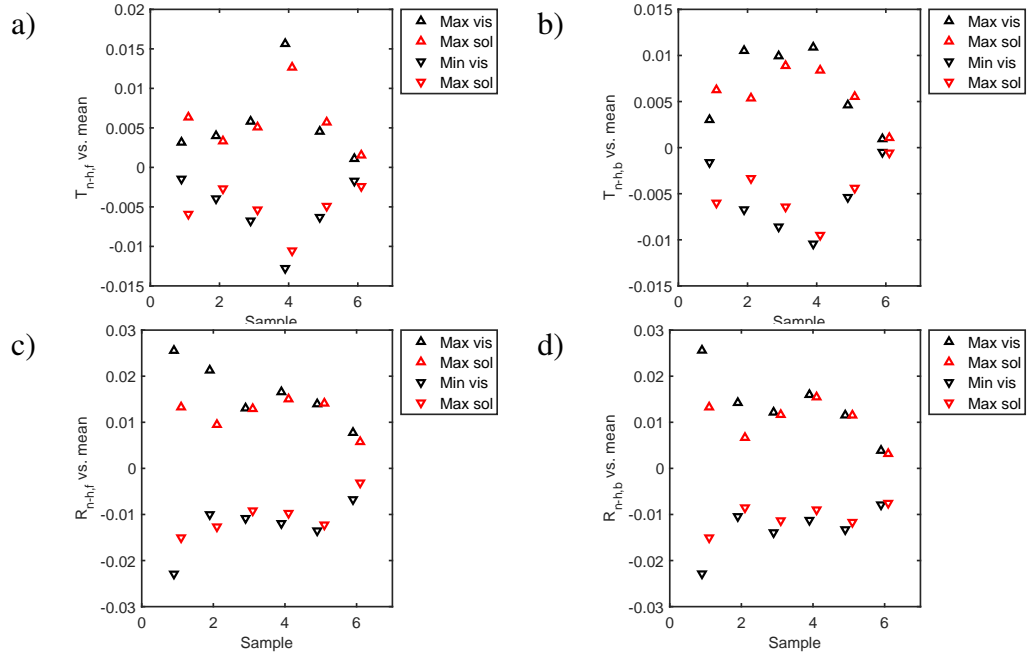 a)
0.02
0.015
0.01
0.005
0
-0.005
-0.01
-0.015
T_{n-h,f} vs. mean
0 2 4 6
Sample
Max vis
Max sol
Min vis
Max sol
b)
0.015
0.01
0.005
0
-0.005
-0.01
-0.015
T_{n-h,b} vs. mean
0 2 4 6
Sample
Max vis
Max sol
Min vis
Max sol
c)
0.03
0.02
0.01
0
-0.01
-0.02
-0.03
R_{n-h,f} vs. mean
0 2 4 6
Sample
Max vis
Max sol
Min vis
Max sol
d)
0.03
0.02
0.01
0
-0.01
-0.02
-0.03
R_{n-h,b} vs. mean
0 2 4 6
Sample
Max vis
Max sol
Min vis
Max sol